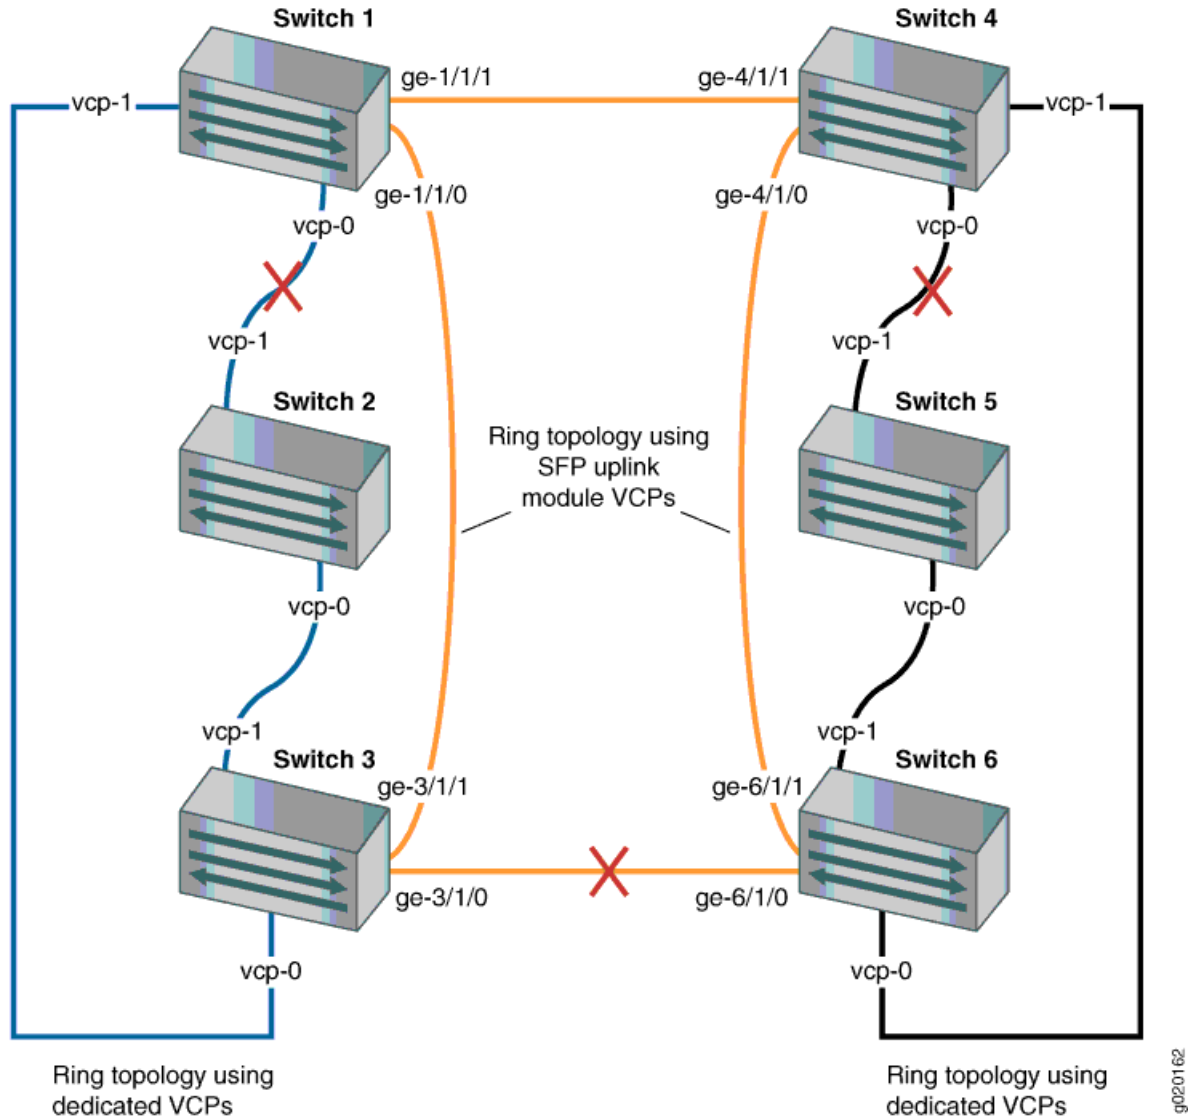 Switch 1
Switch 4
ge-1/1/1
ge-4/1/1
vcp-1
vcp-1
ge-1/1/0
ge-4/1/0
vcp-0
vcp-0
vcp-1
vcp-1
Switch 2
Switch 5
Ring topology using
SFP uplink
module VCPs
vcp-0
vcp-0
vcp-1
vcp-1
Switch 3
Switch 6
ge-3/1/1
ge-6/1/1
ge-3/1/0
ge-6/1/0
vcp-0
vcp-0
Ring topology using
dedicated VCPs
Ring topology using
dedicated VCPs
g020162